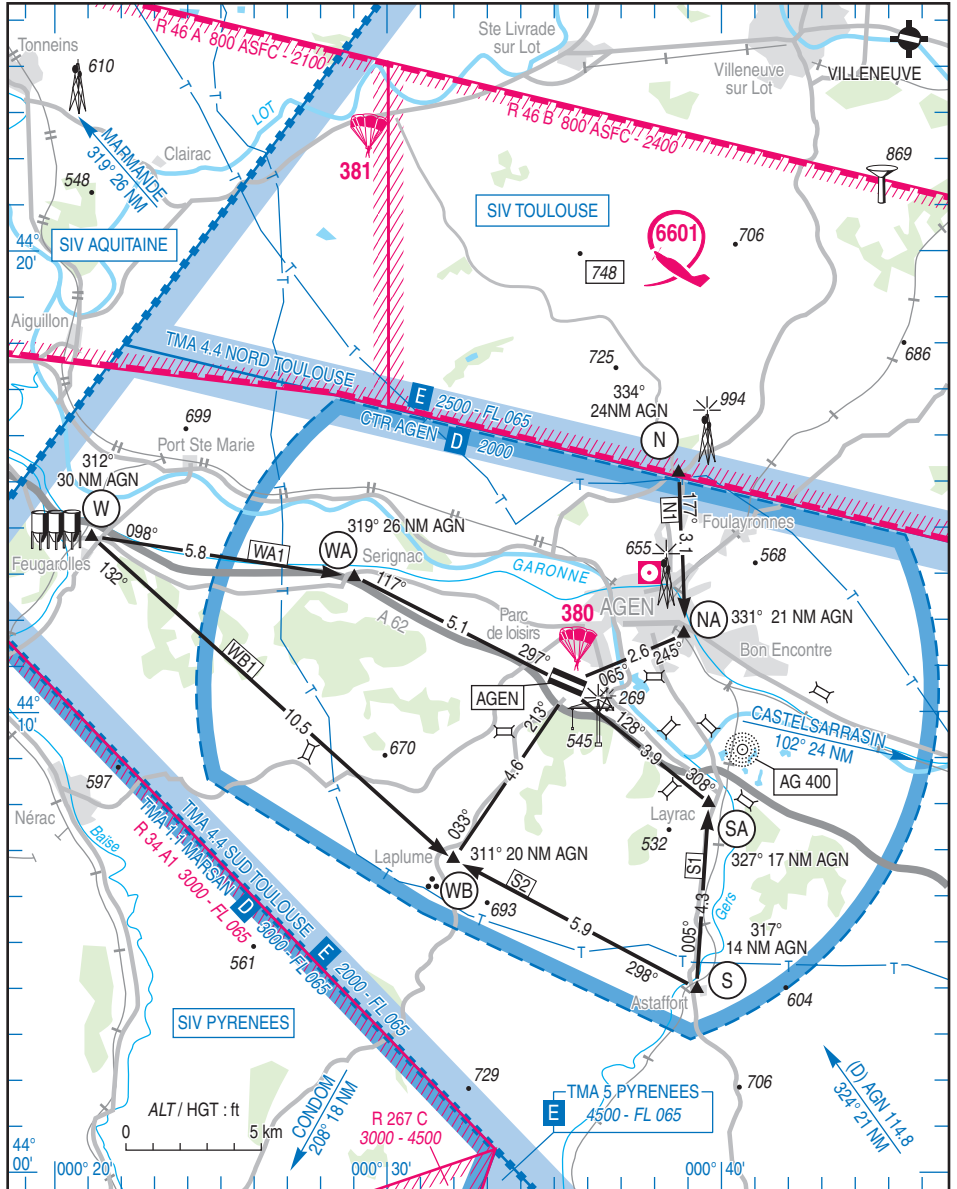 Tonneins
610
R 46 A 800 ASFC - 2100
Ste Livrade
sur Lot
Villeneuve
sur Lot
VILLENEUVE
LOT
MARMANDE
319° 26 NM
Clairac
548
381
R 46 B 800 ASFC - 2400
869
SIV AQUITAINE
SIV TOULOUSE
6601
706
748
44°
20'
Aiguillon
TMA 4.4 NORD TOULOUSE
E 2500 - FL 065
CTR AGEN D 2000
725
686
334°
24NM AGN
994
N
699
Port Ste Marie
312°
30 NM AGN
W
Feugarolles
098°
5.8
WA1
319° 26 NM AGN
WA
Serignac
177°
N1
3.1
Foulayronnes
568
655
GARONNE
AGEN
132°
117°
A 62
5.1
297°
Parc
de loisirs
380
NA
331° 21 NM AGN
Bon Encontre
2.6
065°
245°
WB1
10.5
AGEN
269
545
213°
4.6
033°
128°
3.9
308°
44°
10'
CASTELSARRASIN
102° 24 NM
AG 400
670
597
Nérac
Baïse
Layrac
532
SA
327° 17 NM AGN
TMA 4.4 SUD TOULOUSE
E 2000 - FL 065
TMA 1.1 MARSAN D 3000 - FL 065
R 34 A1 3000 - FL 065
Laplume
311° 20 NM AGN
WB
693
S2
5.9
298°
S1
4.3
005°
Gers
317°
14 NM AGN
S
Astaffort
604
561
SIV PYRENEES
729
706
(D) AGN 114.8
324° 21 NM
TMA 5 PYRENEES
E 4500 - FL 065
ALT / HGT : ft
0 5 km
CONDOM
208° 18 NM
R 267 C
3000 - 4500
44°
00'
000° 20'
000° 30'
000° 40'
T
T
T
T
T
T
T
T
T
T